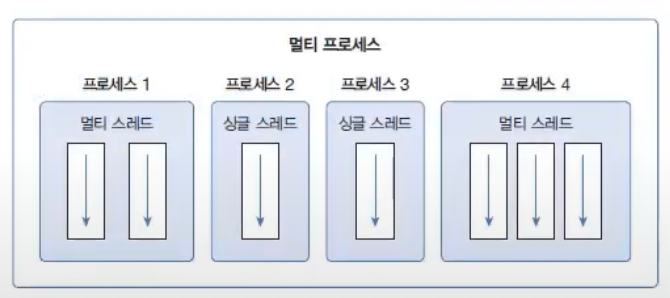 멀티 프로세스
프로세스 1 프로세스 2 프로세스 3 프로세스 4
멀티 스레드 싱글 스레드 싱글 스레드 멀티 스레드